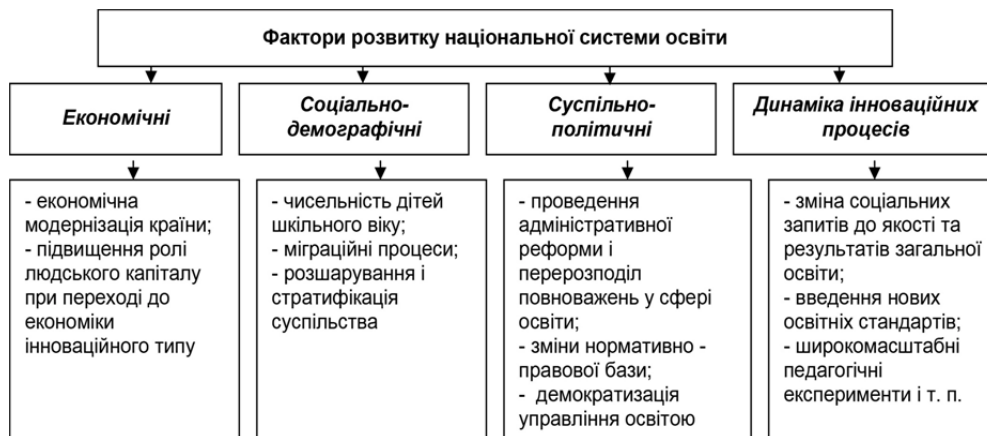 Фактори розвитку національної системи освіти
Економічні
Соціально-
демографічні
Суспільно-
політичні
Динаміка інноваційних
процесів
- економічна
модернізація країни;
- підвищення ролі
людського капіталу
при переході до
економіки
інноваційного типу
- чисельність дітей
шкільного віку;
- міграційні процеси;
- розшарування і
стратифікація
суспільства
- проведення
адміністративної
реформи і
перерозподіл
повноважень у сфері
освіти;
- зміни нормативно -
правової бази;
- демократизація
управління освітою
- зміна соціальних
запитів до якості та
результатів загальної
освіти;
- введення нових
освітніх стандартів;
- широкомасштабні
педагогічні
експерименти і т. п.